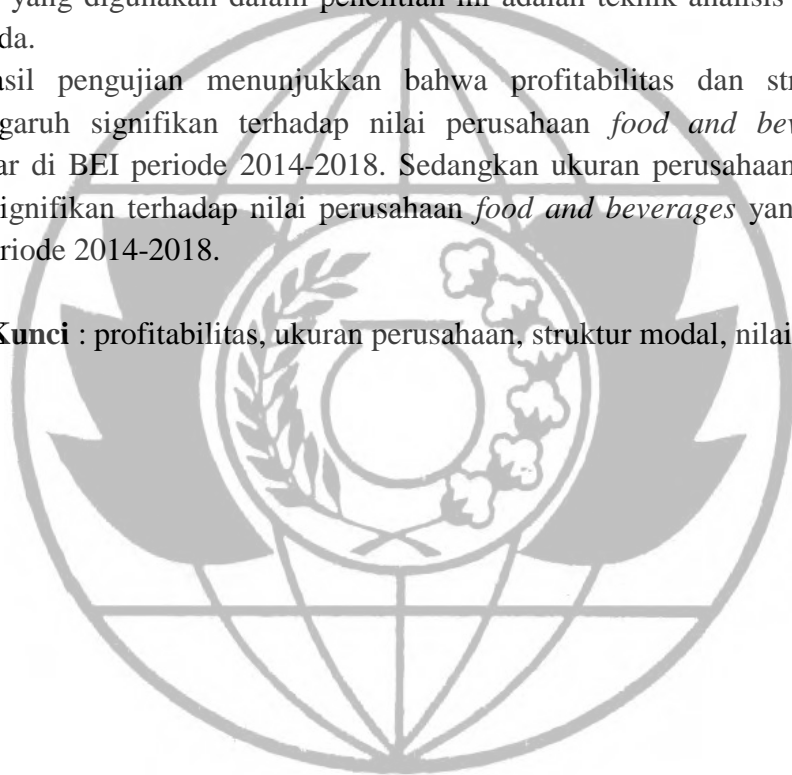 yang digunakan dalam penelitian ini adalah teknik analisis
da.
asil pengujian menunjukkan bahwa profitabilitas dan str
garuh signifikan terhadap nilai perusahaan food and bev
ar di BEI periode 2014-2018. Sedangkan ukuran perusahaan
signifikan terhadap nilai perusahaan food and beverages yan
riode 2014-2018.
Kunci : profitabilitas, ukuran perusahaan, struktur modal, nilai